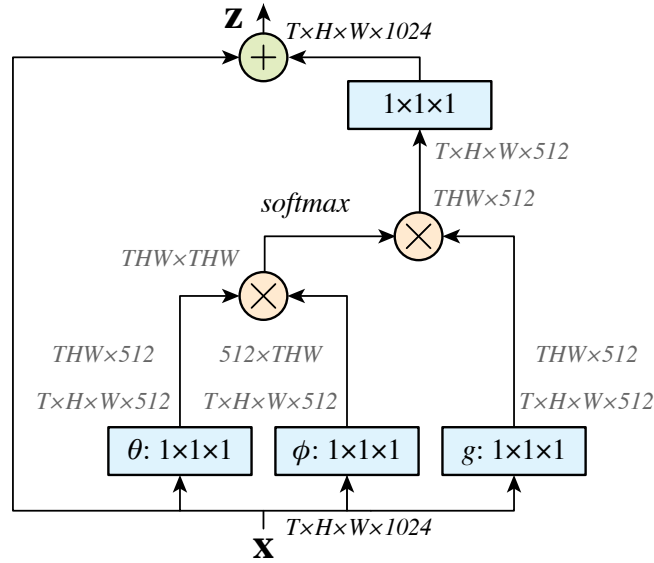 z
T×H×W×1024
+
1×1×1
T×H×W×512
THW×512
softmax
×
THW×THW
×
THW×512
512×THW
THW×512
T×H×W×512
T×H×W×512
T×H×W×512
θ: 1×1×1
ϕ: 1×1×1
g: 1×1×1
x
T×H×W×1024